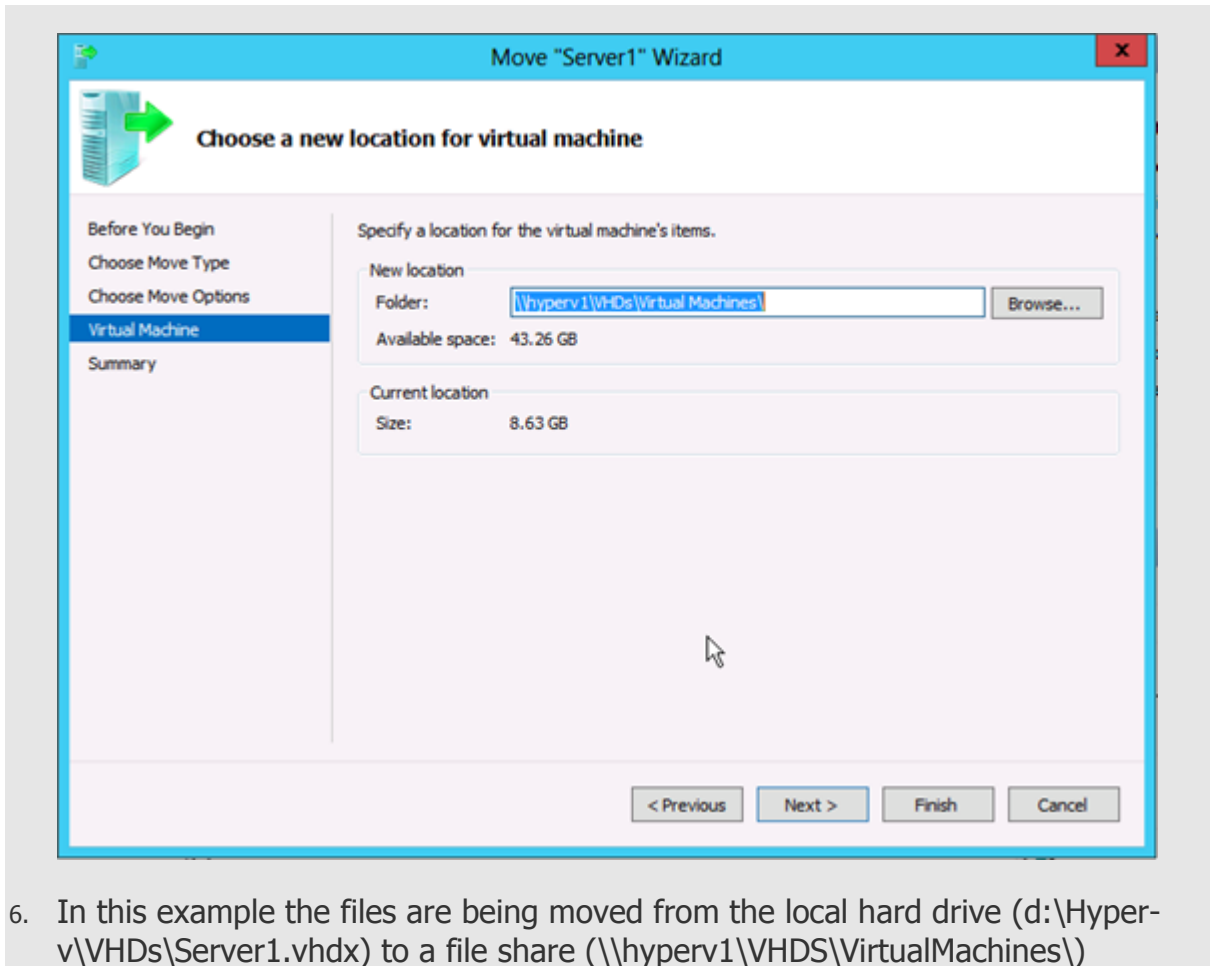 Move "Server1" Wizard
x
Choose a new location for virtual machine
Before You Begin
Choose Move Type
Choose Move Options
Virtual Machine
Summary
Specify a location for the virtual machine's items.
New location
Folder: \\hyperv1\VHDs\Virtual Machines\ Browse...
Available space: 43.26 GB
Current location
Size: 8.63 GB
< Previous Next > Finish Cancel
6. In this example the files are being moved from the local hard drive (d:\Hyper-
v\VHDs\Server1.vhdx) to a file share (\\hyperv1\VHDS\VirtualMachines\)